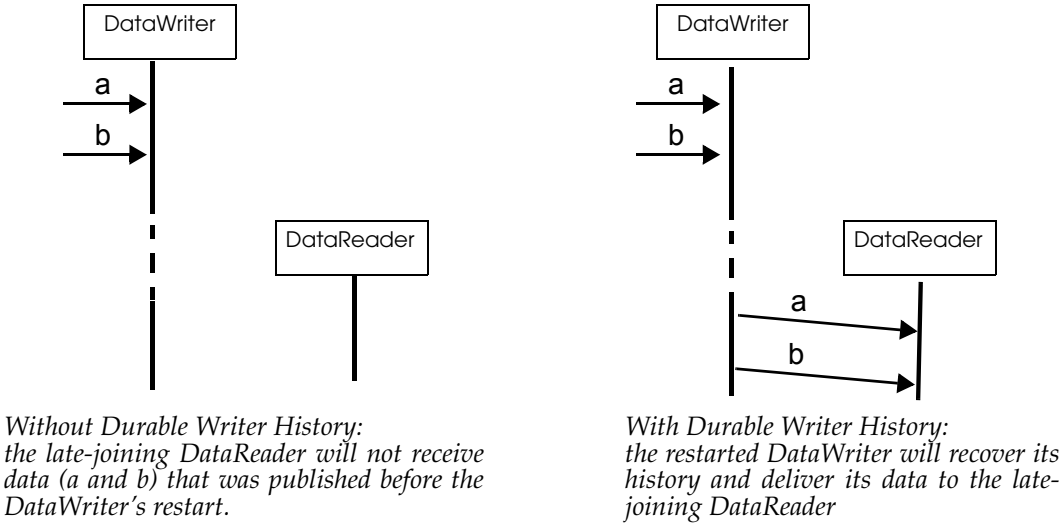 DataWriter
a
b
DataReader
Without Durable Writer History:
the late-joining DataReader will not receive
data (a and b) that was published before the
DataWriter's restart.
DataWriter
a
b
DataReader
a
b
With Durable Writer History:
the restarted DataWriter will recover its
history and deliver its data to the late-
joining DataReader